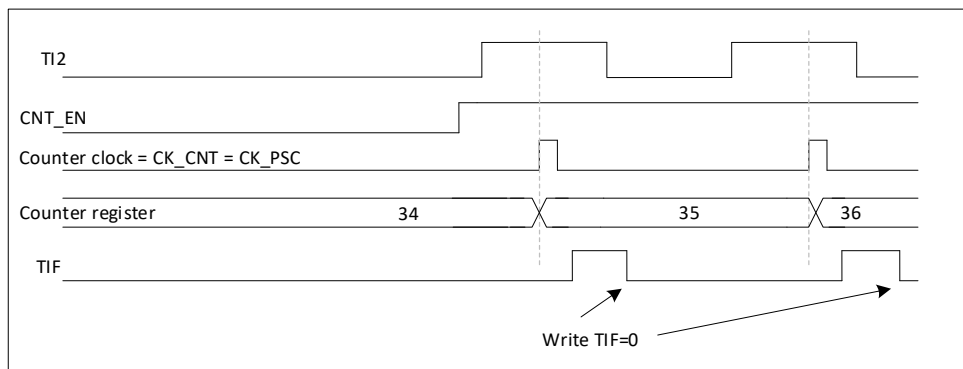 TI2
CNT_EN
Counter clock = CK_CNT = CK_PSC
Counter register 34 35 36
TIF
Write TIF=0